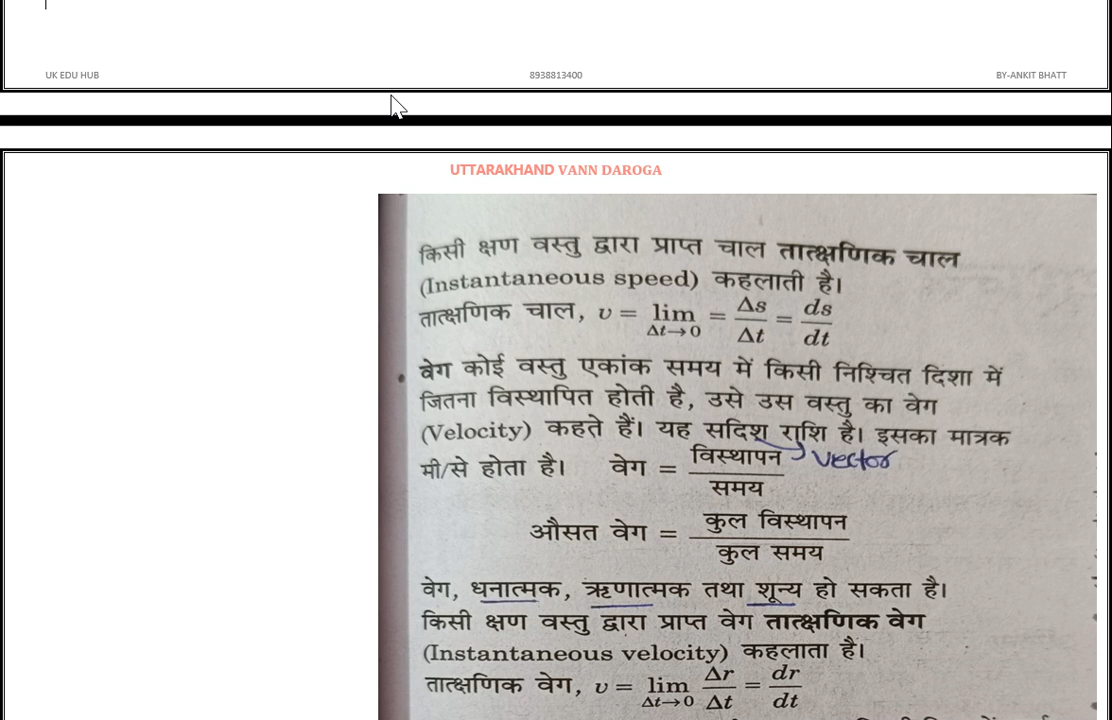 UK EDU HUB 8938813400 BY-ANKIT BHATT
UTTARAKHAND VANN DAROGA
किसी क्षण वस्तु द्वारा प्राप्त चाल तात्क्षणिक चाल
(Instantaneous speed) कहलाती है।
तात्क्षणिक चाल, v = lim Δt→0 = Δs/Δt = ds/dt
• वेग कोई वस्तु एकांक समय में किसी निश्चित दिशा में
जितना विस्थापित होती है, उसे उस वस्तु का वेग
(Velocity) कहते हैं। यह सदिश राशि है। इसका मात्रक
मी/से होता है। वेग = विस्थापन/समय vector
औसत वेग = कुल विस्थापन/कुल समय
वेग, धनात्मक, ऋणात्मक तथा शून्य हो सकता है।
किसी क्षण वस्तु द्वारा प्राप्त वेग तात्क्षणिक वेग
(Instantaneous velocity) कहलाता है।
तात्क्षणिक वेग, v = lim Δt→0 Δr/Δt = dr/dt